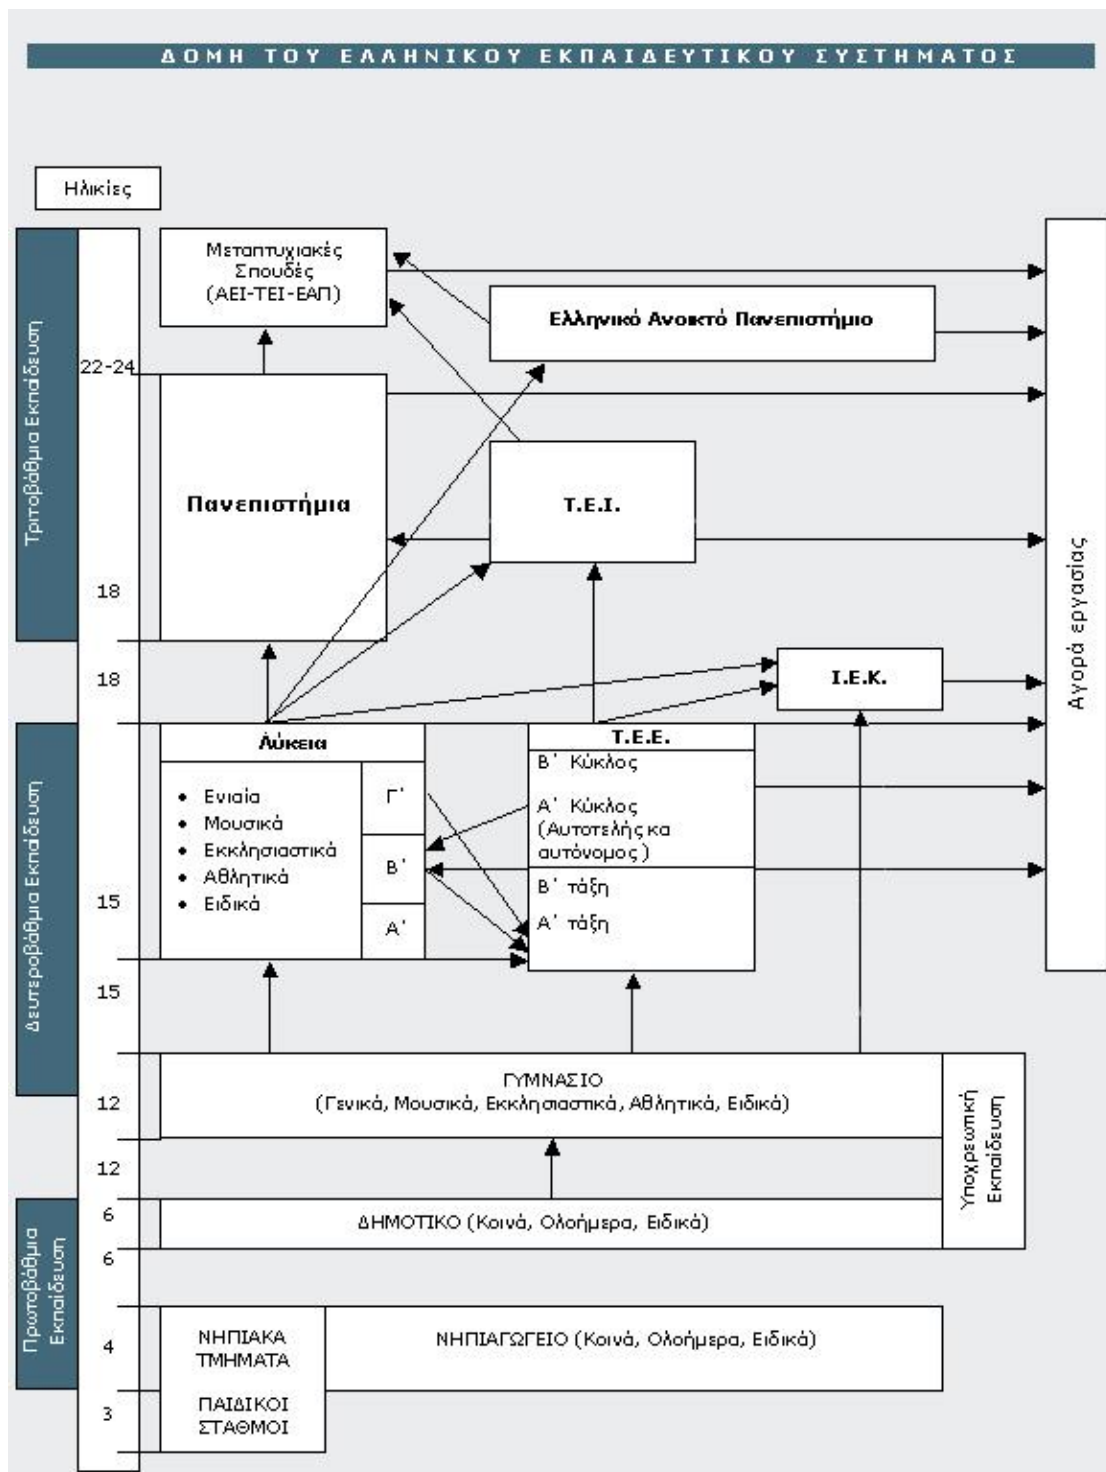 ΔΟΜΗ ΤΟΥ ΕΛΛΗΝΙΚΟΥ ΕΚΠΑΙΔΕΥΤΙΚΟΥ ΣΥΣΤΗΜΑΤΟΣ
Ηλικίες
Τριτοβάθμια Εκπάιδευση
Μεταπτυχιακές
Σπουδές
(ΑΕΙ-ΤΕΙ-ΕΑΠ)
Ελληνικό Ανοικτό Πανεπιστήμιο
22-24
Πανεπιστήμια
Τ.Ε.Ι.
Αγορά εργασίας
18
18
Ι.Ε.Κ.
Δευτεροβάθμια Εκπαίδευση
Λύκεια
• Ενιαία
• Μουσικά
• Εκκλησιαστικά
• Αθλητικά
• Ειδικά
Γ΄
Β΄
Α΄
Τ.Ε.Ε.
Β΄ Κύκλος
Α΄ Κύκλος
(Αυτοτελής κα
αυτόνομος)
Β΄ τάξη
Α΄ τάξη
15
15
ΓΥΜΝΑΣΙΟ
(Γενικά, Μουσικά, Εκκλησιαστικά, Αθλητικά, Ειδικά)
12
12
Υποχρεωτική
Εκπαίδευση
Πρωτοβάθμια
Εκπαίδευση
6
ΔΗΜΟΤΙΚΟ (Κοινά, Ολοήμερα, Ειδικά)
6
4
ΝΗΠΙΑΚΑ
ΤΜΗΜΑΤΑ
ΝΗΠΙΑΓΩΓΕΙΟ (Κοινά, Ολοήμερα, Ειδικά)
3
ΠΑΙΔΙΚΟΙ
ΣΤΑΘΜΟΙ